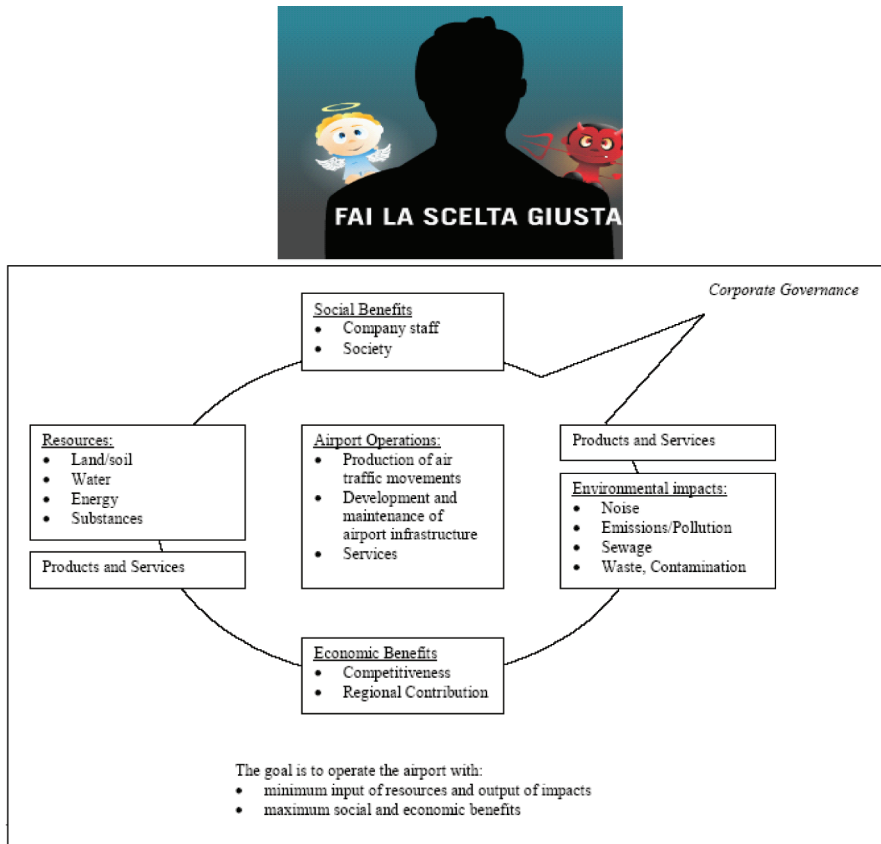 FAI LA SCELTA GIUSTA
Corporate Governance
Social Benefits
• Company staff
• Society
Resources:
• Land/soil
• Water
• Energy
• Substances
Products and Services
Airport Operations:
• Production of air
traffic movements
• Development and
maintenance of
airport infrastructure
• Services
Products and Services
Environmental impacts:
• Noise
• Emissions/Pollution
• Sewage
• Waste, Contamination
Economic Benefits
• Competitiveness
• Regional Contribution
The goal is to operate the airport with:
• minimum input of resources and output of impacts
• maximum social and economic benefits